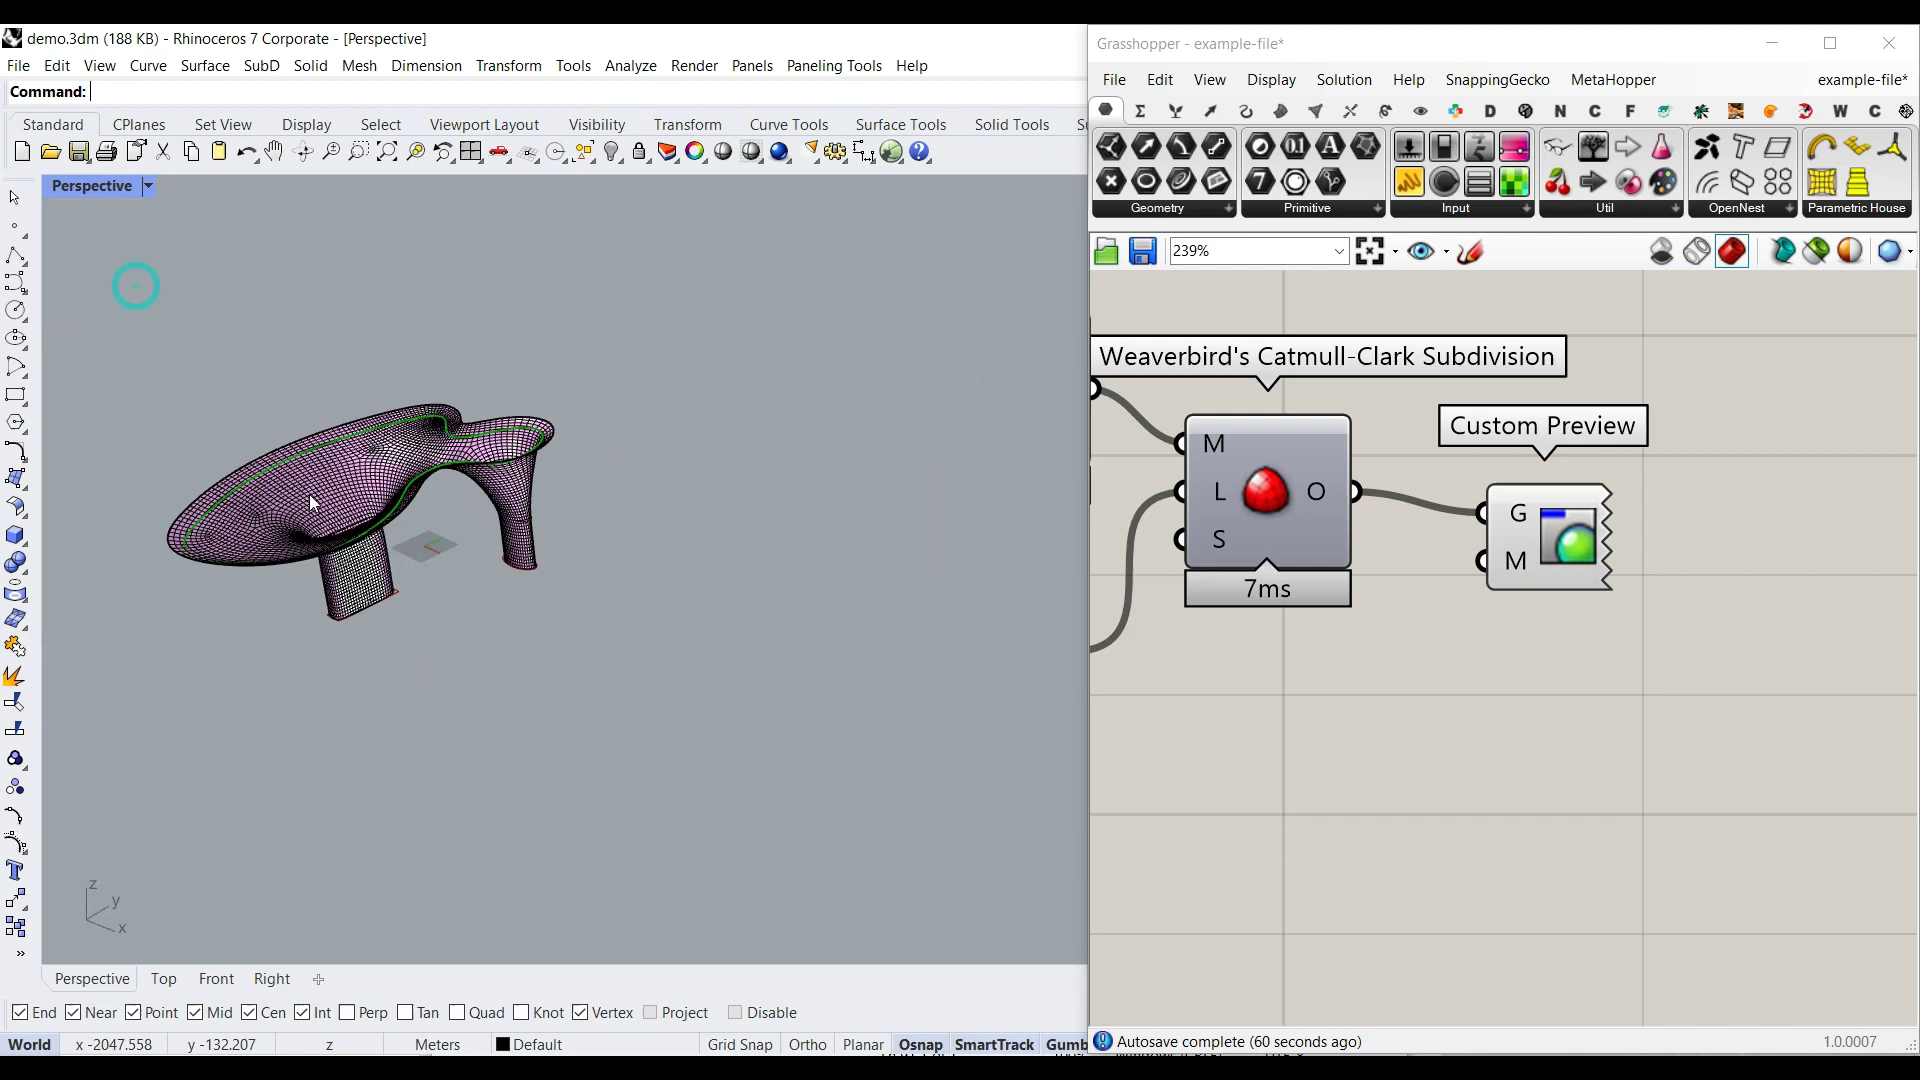 demo.3dm (188 KB) - Rhinoceros 7 Corporate - [Perspective]
File Edit View Curve Surface SubD Solid Mesh Dimension Transform Tools Analyze Render Panels Paneling Tools Help
Command:
Standard CPlanes Set View Display Select Viewport Layout Visibility Transform Curve Tools Surface Tools Solid Tools
Perspective
z
y
x
Perspective Top Front Right
End Near Point Mid Cen Int Perp Tan Quad Knot Vertex Project Disable
World x -2047.558 y -132.207 z Meters Default Grid Snap Ortho Planar Osnap SmartTrack Gumb
Grasshopper - example-file*
File Edit View Display Solution Help SnappingGecko MetaHopper example-file*
Geometry Primitive Input Util OpenNest Parametric House
239%
Weaverbird's Catmull-Clark Subdivision
Custom Preview
M
L O
S
7ms
G
M
Autosave complete (60 seconds ago) 1.0.0007